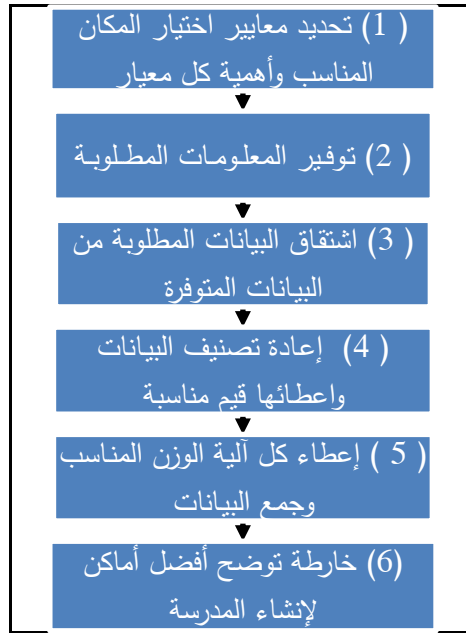 ( 1) تحديد معايير اختيار المكان
المناسب وأهمية كل معيار
( 2) توفير المعلومات المطلوبة
( 3) اشتقاق البيانات المطلوبة من
البيانات المتوفرة
( 4) إعادة تصنيف البيانات
واعطائها قيم مناسبة
( 5 ) إعطاء كل آلية الوزن المناسب
وجمع البيانات
(6) خارطة توضح أفضل أماكن
لإنشاء المدرسة